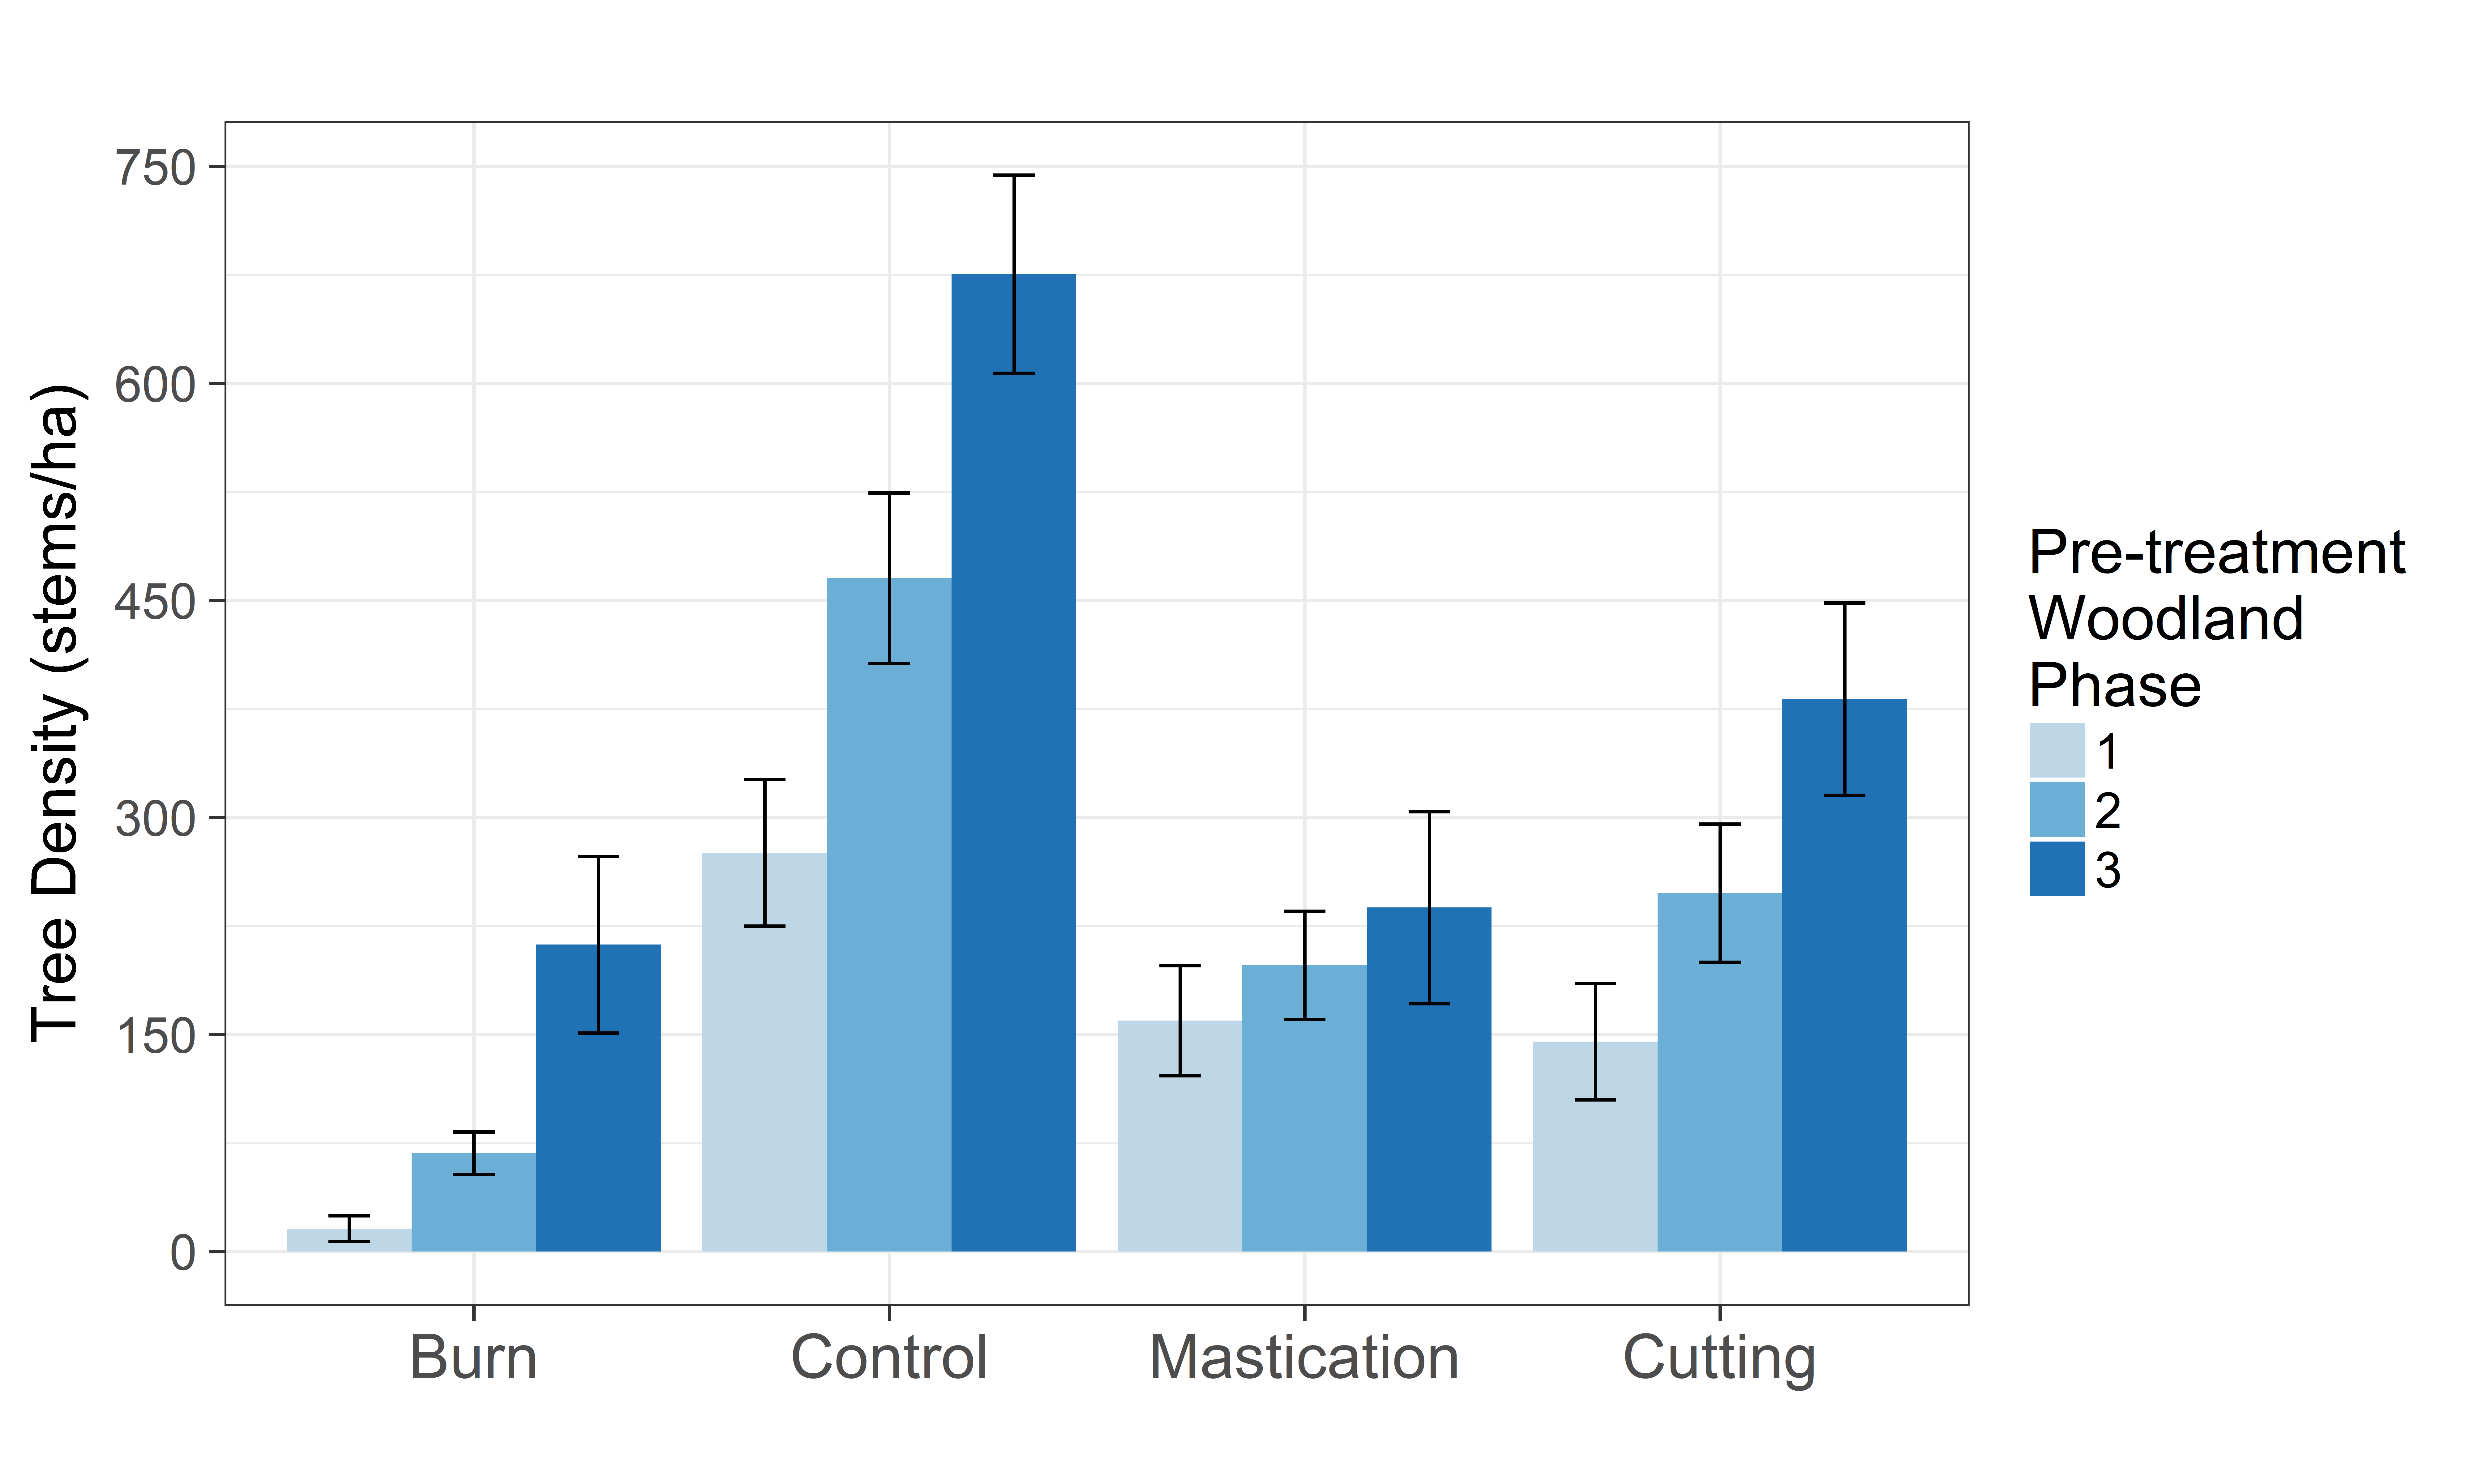 Tree Density (stems/ha)
750
600
450
300
150
0
Burn
Control
Mastication
Cutting
Pre-treatment
Woodland
Phase
1
2
3